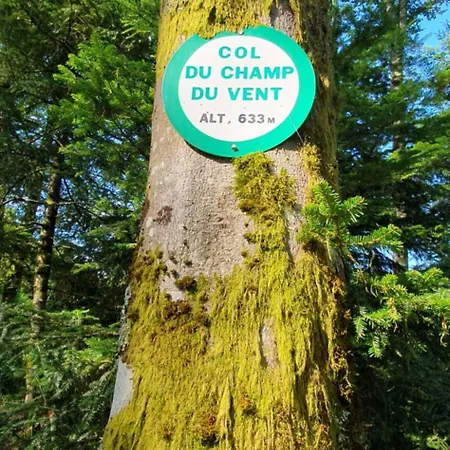 COL
DU CHAMP
DU VENT
ALT. 633 M